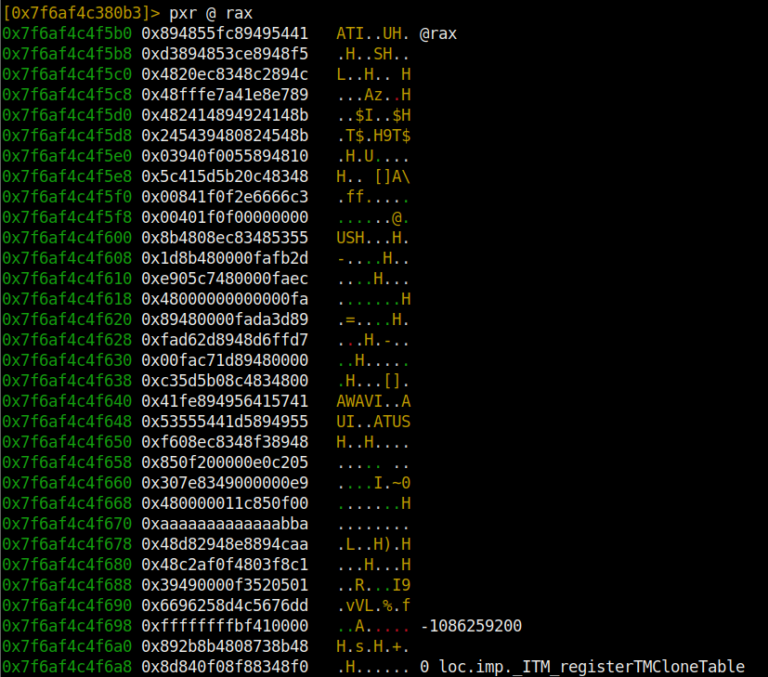 [0x7f6af4c380b3]> pxr @ rax
0x7f6af4c4f5b0 0x894855fc89495441 ATI..UH. @rax
0x7f6af4c4f5b8 0xd3894853ce8948f5 .H..SH..
0x7f6af4c4f5c0 0x4820ec8348c2894c L..H.. H
0x7f6af4c4f5c8 0x48fffe7a41e8e789 ...Az..H
0x7f6af4c4f5d0 0x482414894924148b ..$I..$H
0x7f6af4c4f5d8 0x245439480824548b .T$.H9T$
0x7f6af4c4f5e0 0x03940f0055894810 .H.U....
0x7f6af4c4f5e8 0x5c415d5b20c48348 H.. []A\
0x7f6af4c4f5f0 0x00841f0f2e6666c3 .ff.....
0x7f6af4c4f5f8 0x00401f0f00000000 ......@.
0x7f6af4c4f600 0x8b4808ec83485355 USH...H.
0x7f6af4c4f608 0x1d8b480000fafb2d -....H..
0x7f6af4c4f610 0xe905c7480000faec ....H...
0x7f6af4c4f618 0x48000000000000fa .......H
0x7f6af4c4f620 0x89480000fada3d89 .=....H.
0x7f6af4c4f628 0xfad62d8948d6ffd7 ...H.-..
0x7f6af4c4f630 0x00fac71d89480000 ..H.....
0x7f6af4c4f638 0xc35d5b08c4834800 .H...[].
0x7f6af4c4f640 0x41fe894956415741 AWAVI..A
0x7f6af4c4f648 0x53555441d5894955 UI..ATUS
0x7f6af4c4f650 0xf608ec8348f38948 H..H....
0x7f6af4c4f658 0x850f200000e0c205 ..... ..
0x7f6af4c4f660 0x307e8349000000e9 ....I.~0
0x7f6af4c4f668 0x480000011c850f00 .......H
0x7f6af4c4f670 0xaaaaaaaaaaaaabba ........
0x7f6af4c4f678 0x48d82948e8894caa .L..H).H
0x7f6af4c4f680 0x48c2af0f4803f8c1 ...H...H
0x7f6af4c4f688 0x39490000f3520501 ..R...I9
0x7f6af4c4f690 0x6696258d4c5676dd .vVL.%.f
0x7f6af4c4f698 0xffffffffbf410000 ..A..... -1086259200
0x7f6af4c4f6a0 0x892b8b4808738b48 H.s.H.+.
0x7f6af4c4f6a8 0x8d840f08f88348f0 .H...... 0 loc.imp._ITM_registerTMCloneTable